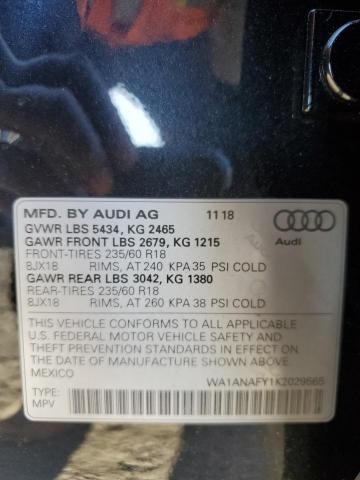 MFD. BY AUDI AG 11 18
GVWR LBS 5434, KG 2465
GAWR FRONT LBS 2679, KG 1215
FRONT-TIRES 235/60 R18
8JX18 RIMS, AT 240 KPA 35 PSI COLD
GAWR REAR LBS 3042, KG 1380
REAR-TIRES 235/60 R18
8JX18 RIMS, AT 260 KPA 38 PSI COLD
Audi
THIS VEHICLE CONFORMS TO ALL APPLICABLE
U.S. FEDERAL MOTOR VEHICLE SAFETY AND
THEFT PREVENTION STANDARDS IN EFFECT ON
THE DATE OF MANUFACTURE SHOWN ABOVE.
MEXICO
WA1ANAFY1K2029565
TYPE:
MPV